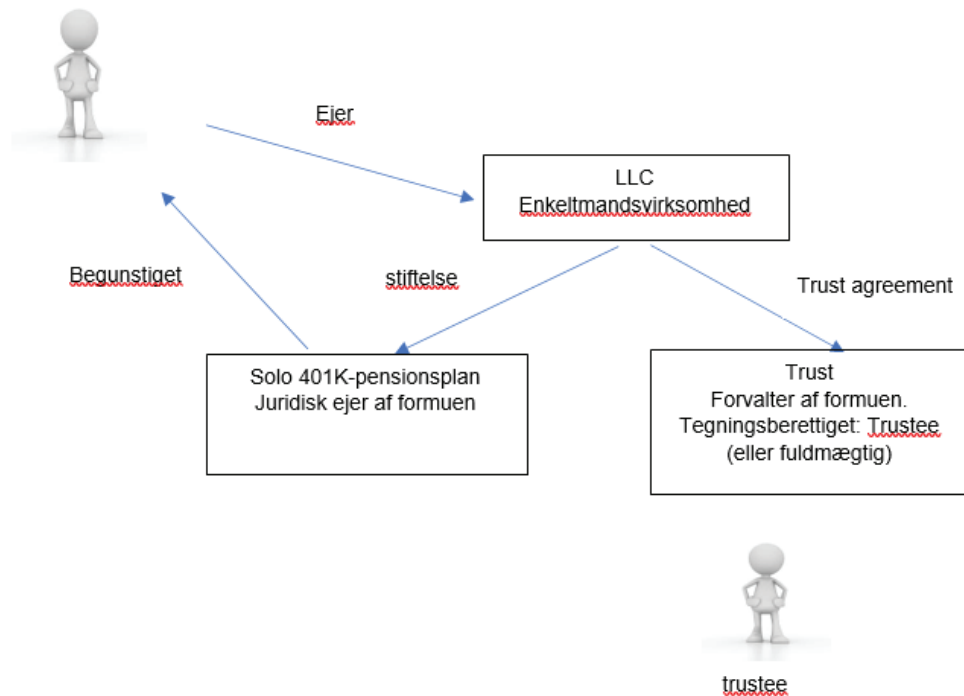 Ejer
LLC
Enkeltmandsvirksomhed
Begunstiget
stiftelse
Trust agreement
Solo 401K-pensionsplan
Juridisk ejer af formuen
Trust
Forvalter af formuen.
Tegningsberettiget: Trustee
(eller fuldmægtig)
trustee